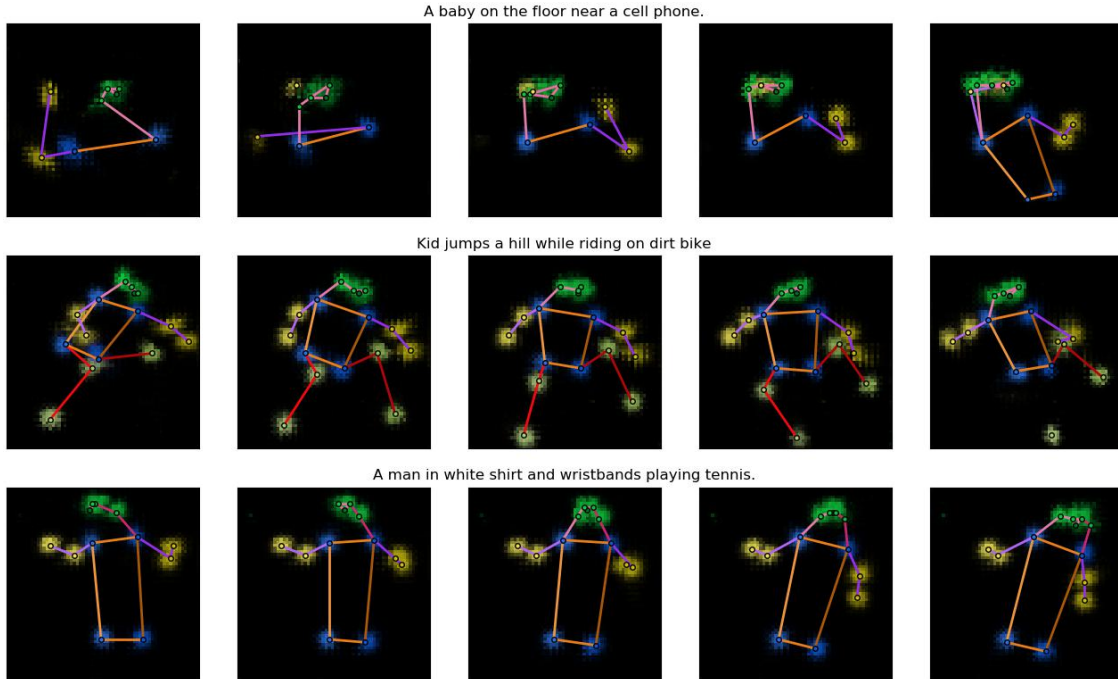 A baby on the floor near a cell phone.
Kid jumps a hill while riding on dirt bike
A man in white shirt and wristbands playing tennis.